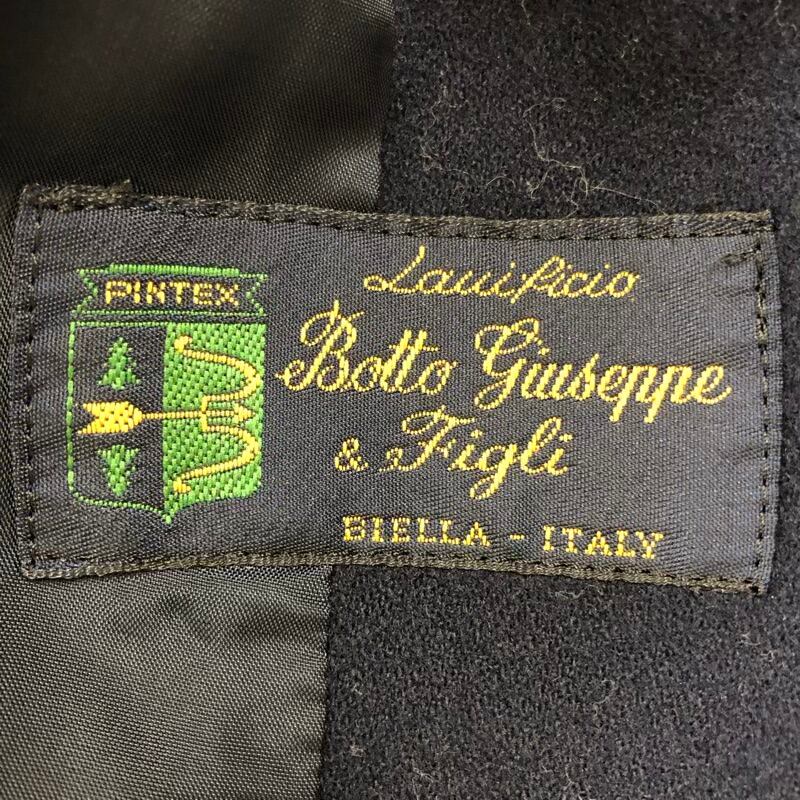 PINTEX
Lanificio
Botto Giuseppe
& Figli
BIELLA - ITALY